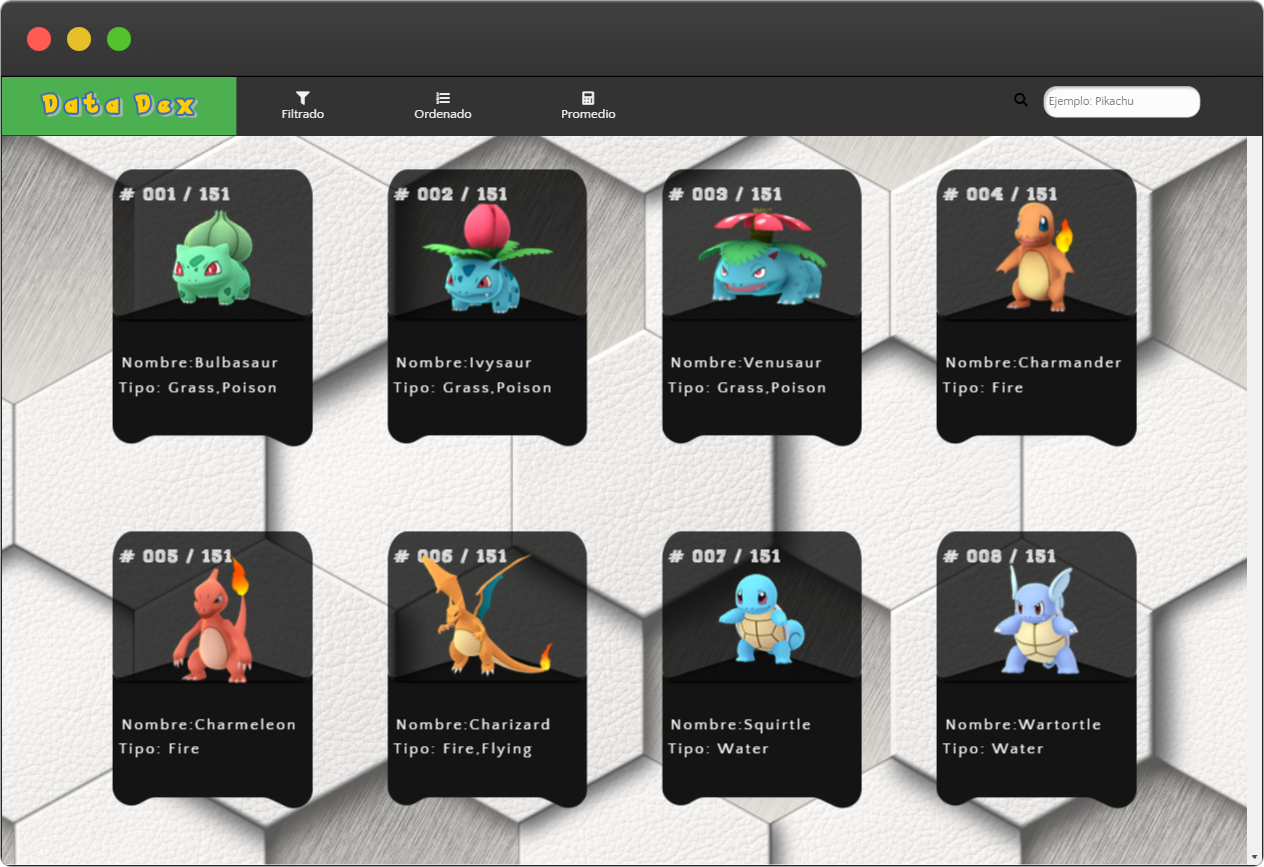 Data Dex
Filtrado
Ordenado
Promedio
Ejemplo: Pikachu
# 001 / 151
# 002 / 151
# 003 / 151
# 004 / 151
Nombre:Bulbasaur
Tipo: Grass,Poison
Nombre:Ivysaur
Tipo: Grass,Poison
Nombre:Venusaur
Tipo: Grass,Poison
Nombre:Charmander
Tipo: Fire
# 005 / 151
# 006 / 151
# 007 / 151
# 008 / 151
Nombre:Charmeleon
Tipo: Fire
Nombre:Charizard
Tipo: Fire,Flying
Nombre:Squirtle
Tipo: Water
Nombre:Wartortle
Tipo: Water